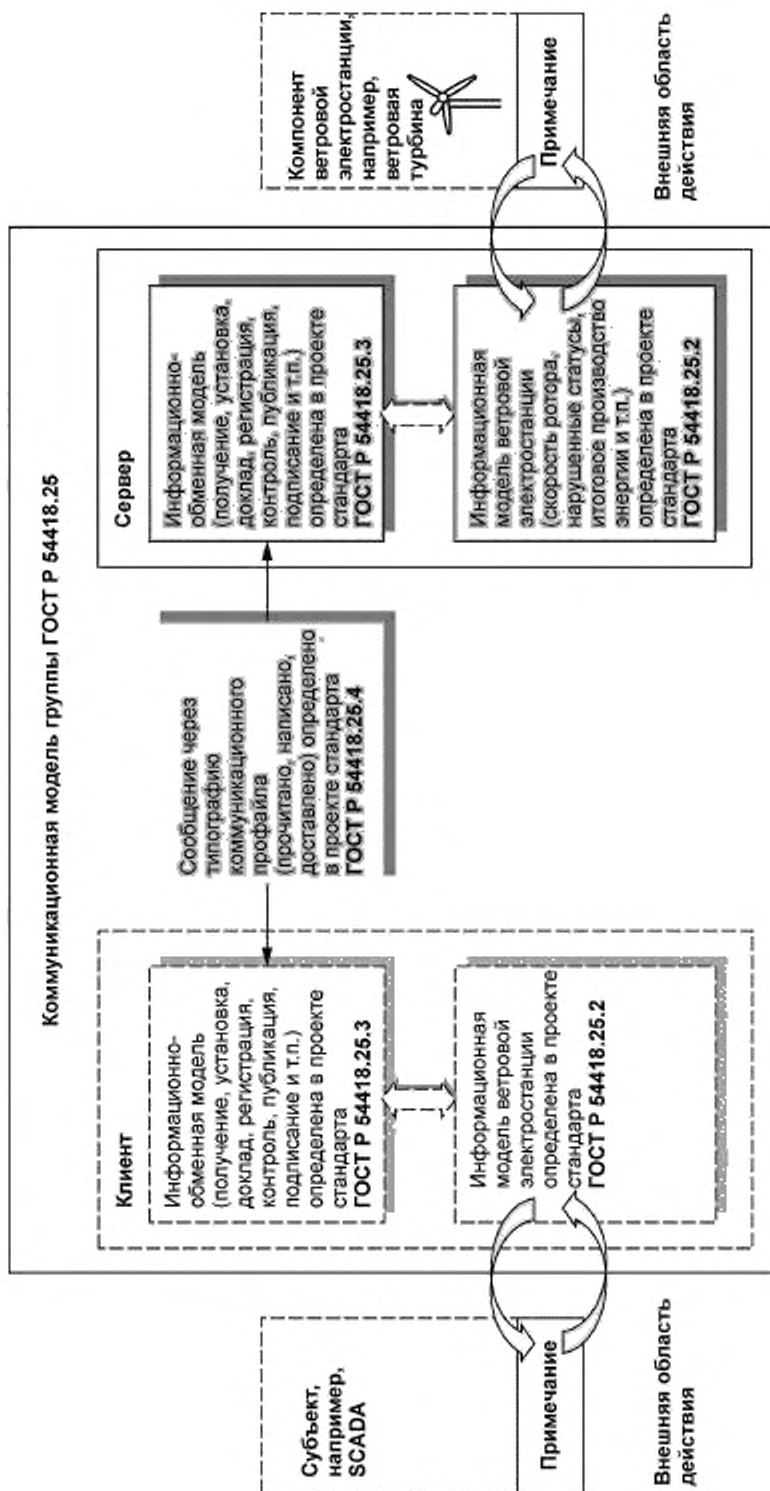 Коммуникационная модель группы ГОСТ Р 54418.25
Субъект,
например,
SCADA
Примечание
Внешняя область
действия
Клиент
Информационно-
обменная модель
(получение, установка,
доклад, регистрация,
контроль, публикация,
подписание и т.п.)
определена в проекте
стандарта
ГОСТ Р 54418.25.3
Информационная
модель ветровой
электростанции
определена в проекте
стандарта
ГОСТ Р 54418.25.2
Сообщение через
типографию
коммуникационного
профайла
(прочитано, написано,
доставлено) определено
в проекте стандарта
ГОСТ Р 54418.25.4
Сервер
Информационно-
обменная модель
(получение, установка,
доклад, регистрация,
контроль, публикация,
подписание и т.п.)
определена в проекте
стандарта
ГОСТ Р 54418.25.3
Информационная
модель ветровой
электростанции
(скорость ротора,
нарушенные статусы,
итоговое производство
энергии и т.п.)
определена в проекте
стандарта
ГОСТ Р 54418.25.2
Компонент
ветровой
электростанции,
например,
ветровая
турбина
Примечание
Внешняя область
действия